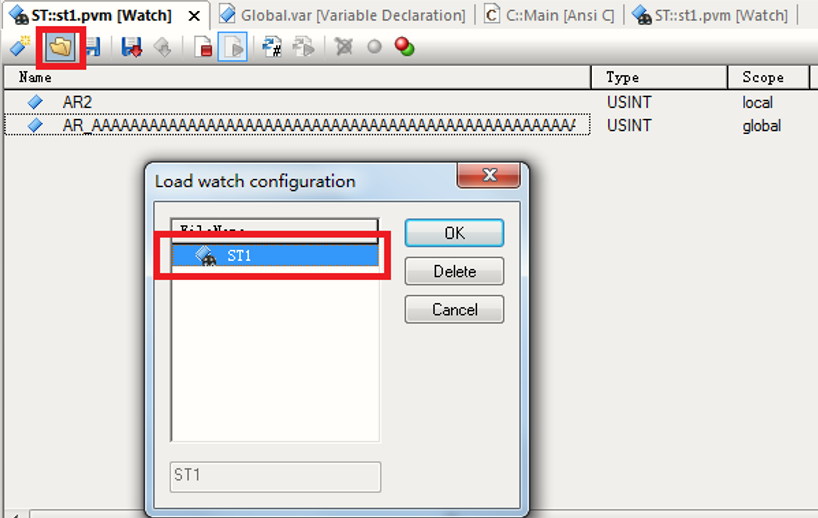 ST::st1.pvm [Watch]
Global.var [Variable Declaration]
C::Main [Ansi C]
ST::st1.pvm [Watch]
Name
Type
Scope
AR2
USINT
local
AR_AAAAAAAAAAAAAAAAAAAAAAAAAAAAAAAAAAAAAAAAAAAAAAAAA
USINT
global
Load watch configuration
FileName
OK
ST1
Delete
Cancel
ST1